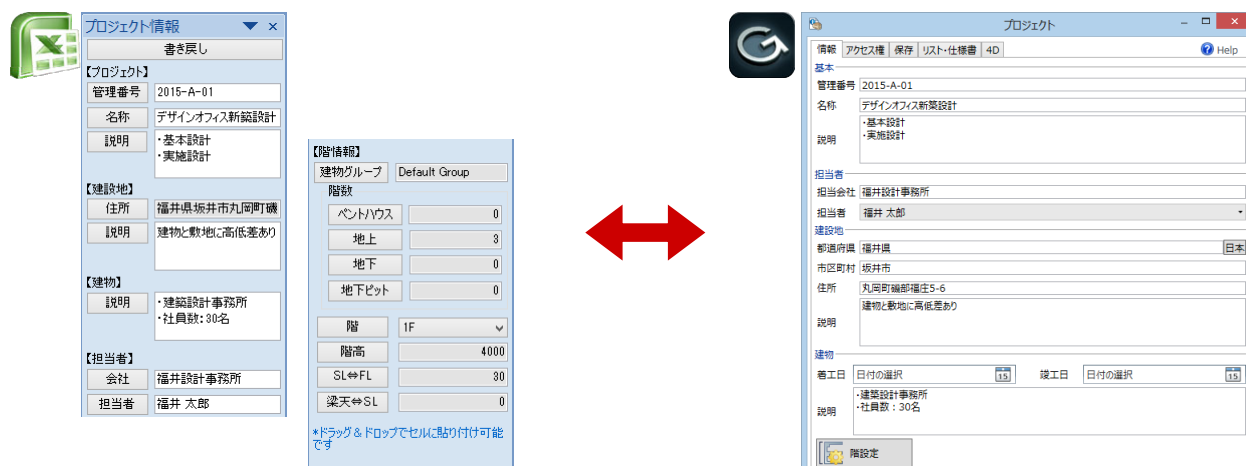 プロジェクト情報
書き戻し
【プロジェクト】
管理番号 2015-A-01
名称 デザインオフィス新築設計
説明 ・基本設計
・実施設計
【建設地】
住所 福井県坂井市丸岡町磯
説明 建物と敷地に高低差あり
【建物】
説明 ・建築設計事務所
・社員数：30名
【担当者】
会社 福井設計事務所
担当者 福井 太郎
【階情報】
建物グループ Default Group
階数
ペントハウス 0
地上 3
地下 0
地下ピット 0
階 1F
階高 4000
SL⇔FL 30
梁天⇔SL 0
*ドラッグ＆ドロップでセルに貼り付け可能
です
プロジェクト
情報 アクセス権 保存 リスト・仕様書 4D Help
基本
管理番号 2015-A-01
名称 デザインオフィス新築設計
説明 ・基本設計
・実施設計
担当者
担当会社 福井設計事務所
担当者 福井 太郎
建設地
都道府県 福井県 日本
市区町村 坂井市
住所 丸岡町磯部福庄5-6
説明 建物と敷地に高低差あり
建物
着工日 日付の選択 15 竣工日 日付の選択 15
説明 ・建築設計事務所
・社員数：30名
階設定